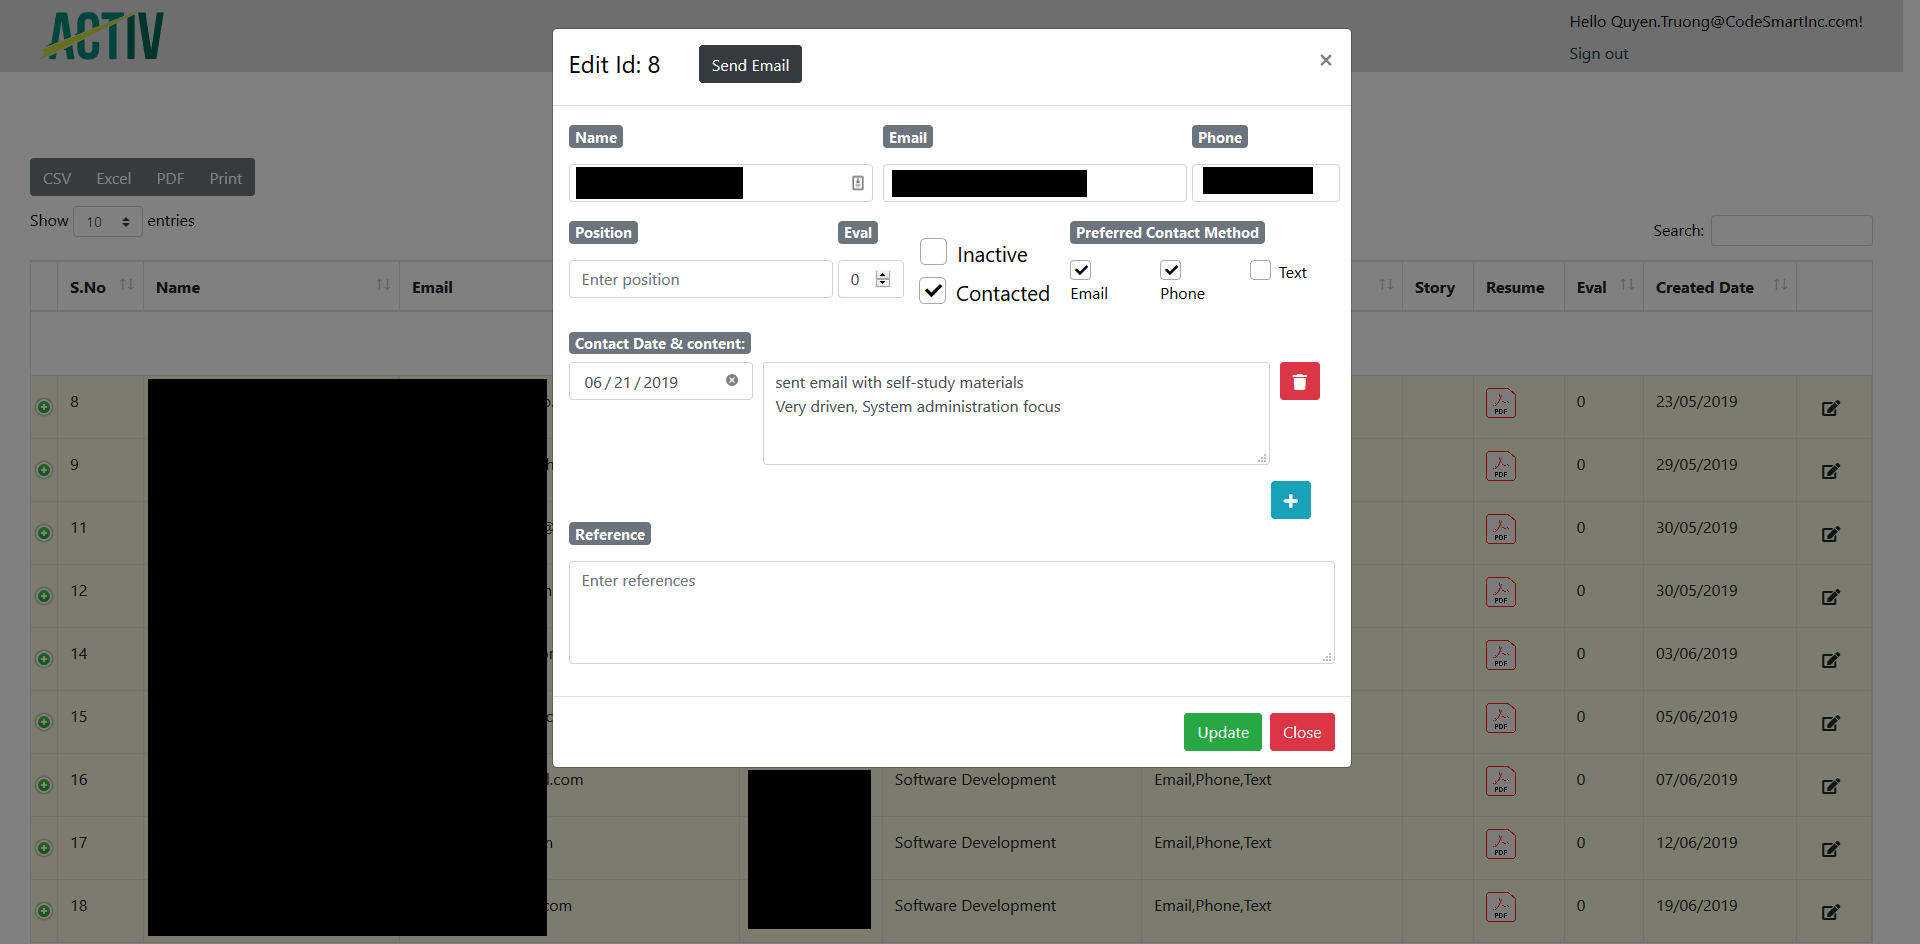 ACTIV
Hello Quyen.Truong@CodeSmartInc.com!
Sign out
Edit Id: 8
Send Email
×
Name
Email
Phone
CSV Excel PDF Print
Show 10 entries
Search:
Position
Eval
Inactive
Preferred Contact Method
Enter position
0
Contacted
Email
Phone
Text
S.No Name Email Story Resume Eval Created Date
Contact Date & content:
06 / 21 / 2019
sent email with self-study materials
Very driven, System administration focus
Reference
Enter references
Update
Close
8 PDF 0 23/05/2019
9 PDF 0 29/05/2019
11 @ PDF 0 30/05/2019
12 PDF 0 30/05/2019
14 PDF 0 03/06/2019
15 PDF 0 05/06/2019
16 .com Software Development Email,Phone,Text PDF 0 07/06/2019
17 Software Development Email,Phone,Text PDF 0 12/06/2019
18 .com Software Development Email,Phone,Text PDF 0 19/06/2019